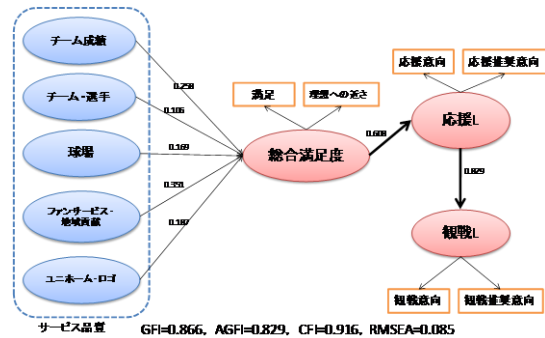 チーム成績
チーム・選手
球場
ファンサービス・
地域貢献
ユニホーム・ロゴ
サービス品質
0.258
0.106
0.169
0.351
0.187
満足
理想への近さ
総合満足度
0.608
応援意向
応援推奨意向
応援L
0.829
観戦L
観戦意向
観戦推奨意向
GFI=0.866, AGFI=0.829, CFI=0.916, RMSEA=0.085